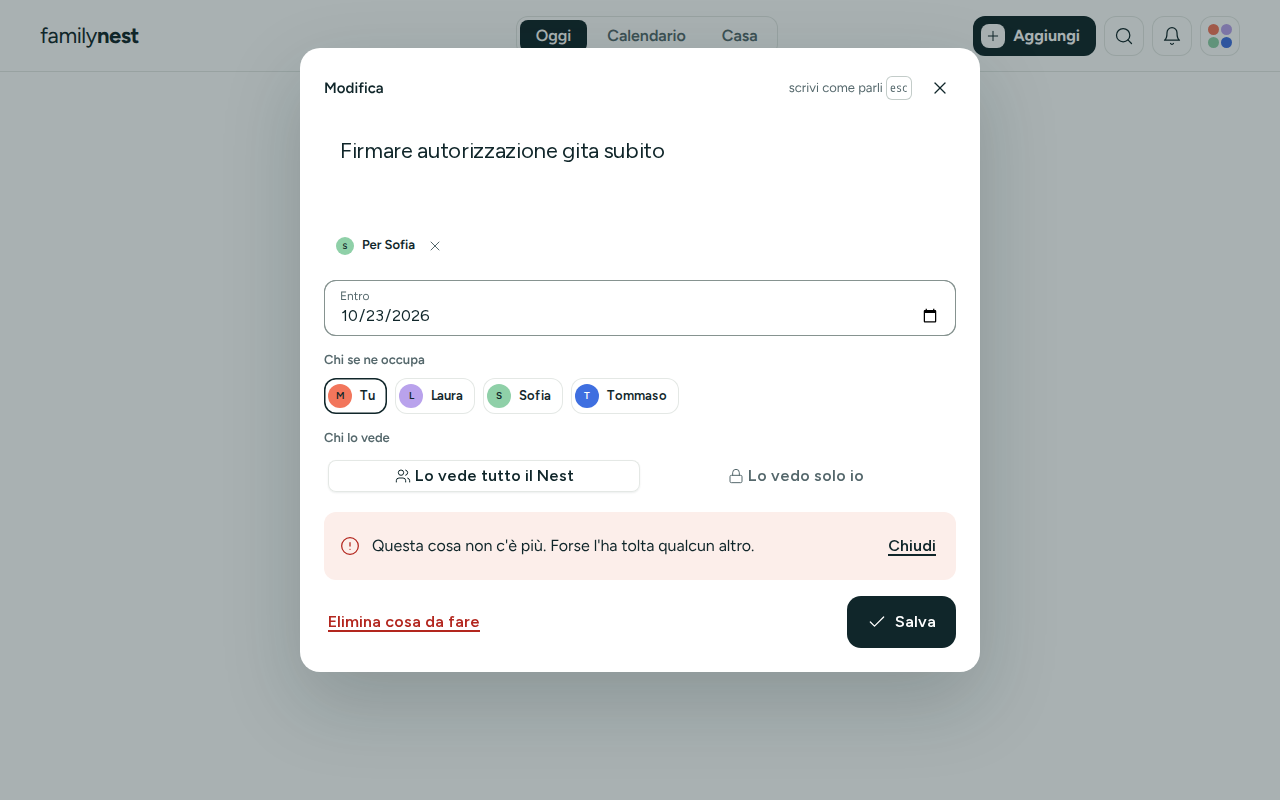 familynest
Oggi
Calendario
Casa
Aggiungi
Modifica
scrivi come parli esc
Firmare autorizzazione gita subito
S Per Sofia
Entro
10/23/2026
Chi se ne occupa
M Tu
L Laura
S Sofia
T Tommaso
Chi lo vede
Lo vede tutto il Nest
Lo vedo solo io
Questa cosa non c'è più. Forse l'ha tolta qualcun altro.
Chiudi
Elimina cosa da fare
Salva